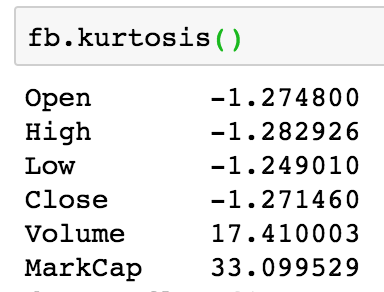 fb.kurtosis()
Open -1.274800
High -1.282926
Low -1.249010
Close -1.271460
Volume 17.410003
MarkCap 33.099529